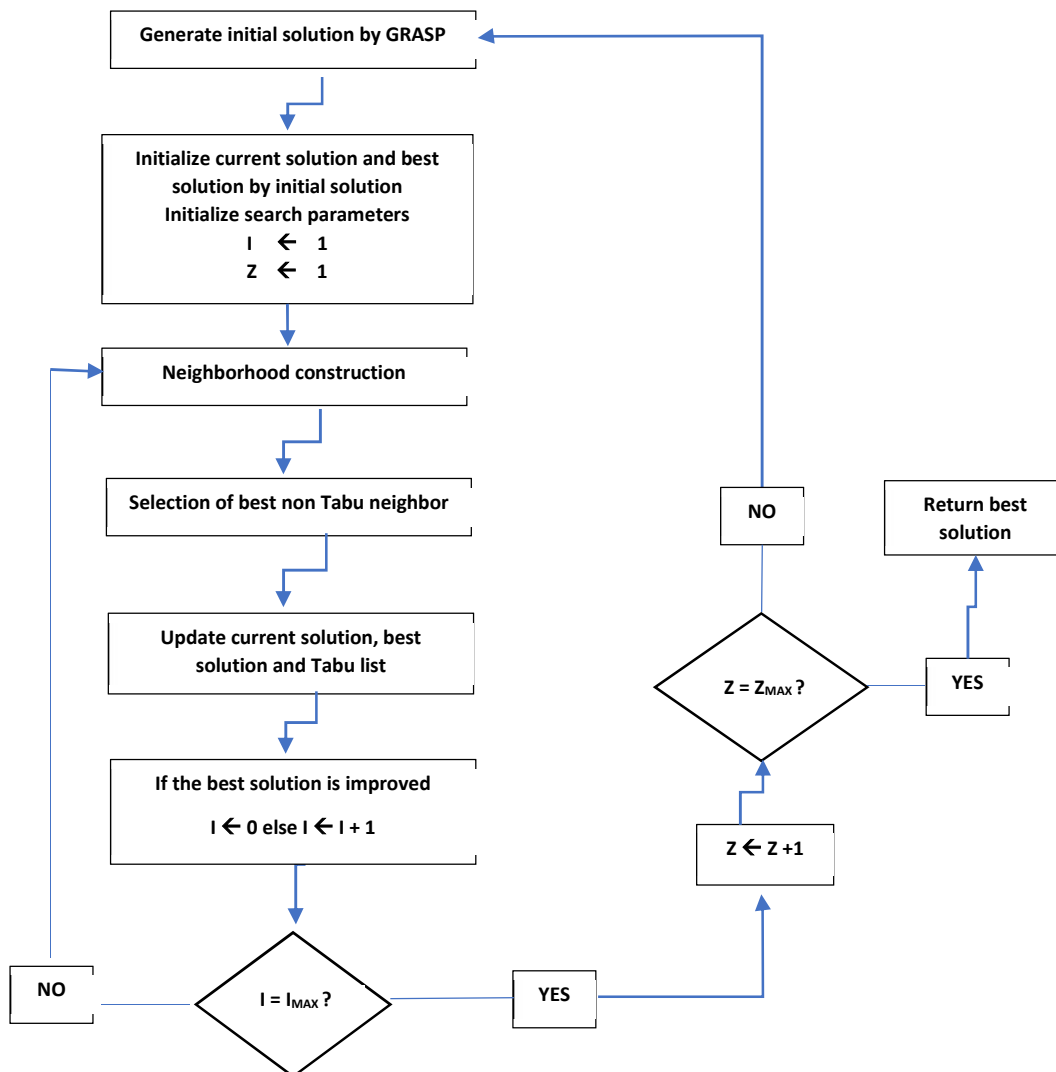 Generate initial solution by GRASP
Initialize current solution and best
solution by initial solution
Initialize search parameters
I ← 1
Z ← 1
Neighborhood construction
Selection of best non Tabu neighbor
Update current solution, best
solution and Tabu list
If the best solution is improved
I ← 0 else I ← I + 1
I = IMAX ?
NO
YES
Z ← Z +1
Z = ZMAX ?
NO
YES
Return best
solution